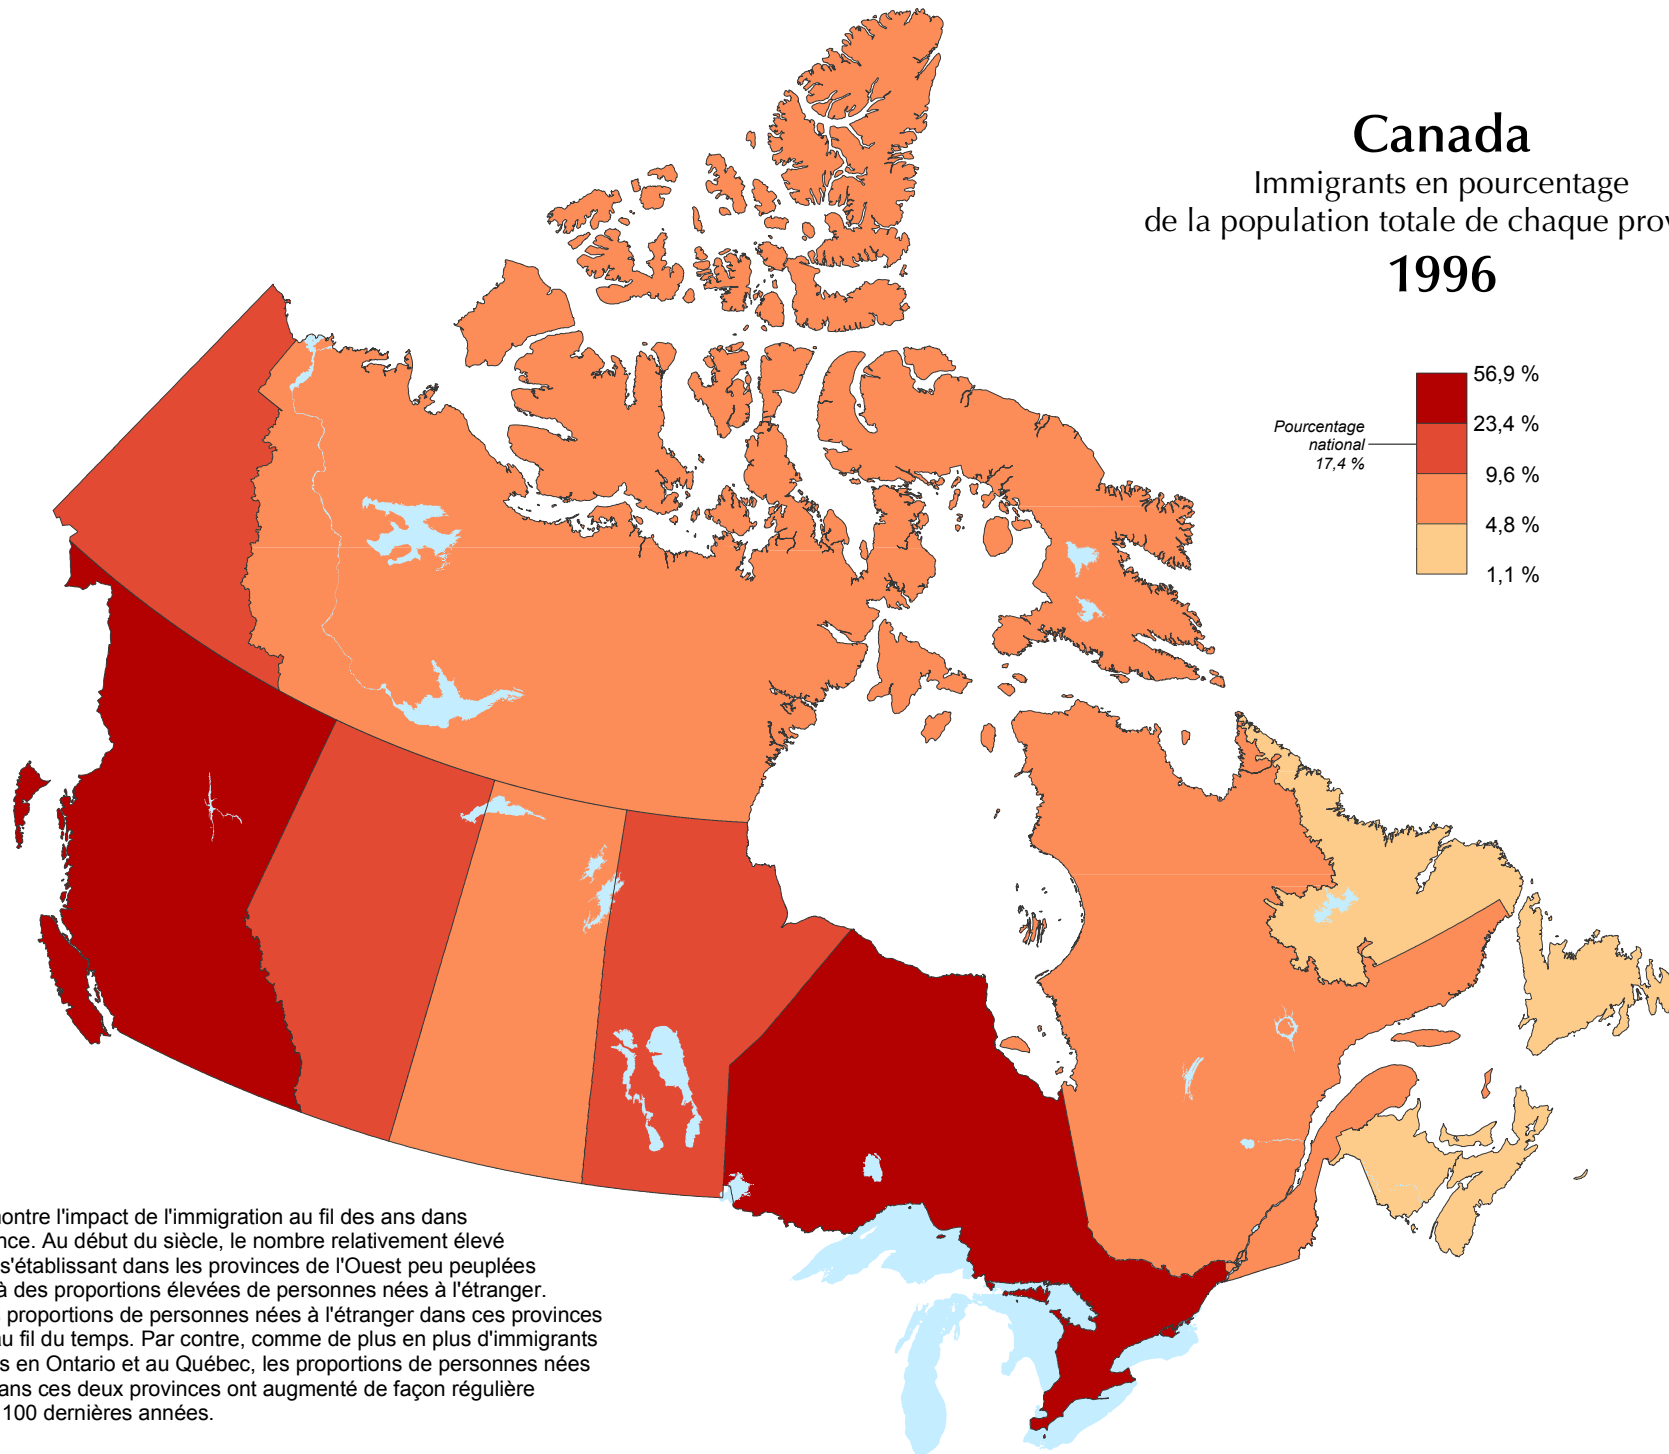 Canada
Immigrants en pourcentage
de la population totale de chaque prov
1996
56,9 %
23,4 %
9,6 %
4,8 %
1,1 %
Pourcentage
national
17,4 %
ontre l'impact de l'immigration au fil des ans dans
nce. Au début du siècle, le nombre relativement élevé
s'établissant dans les provinces de l'Ouest peu peuplées
à des proportions élevées de personnes nées à l'étranger.
proportions de personnes nées à l'étranger dans ces provinces
au fil du temps. Par contre, comme de plus en plus d'immigrants
s en Ontario et au Québec, les proportions de personnes nées
ans ces deux provinces ont augmenté de façon régulière
100 dernières années.